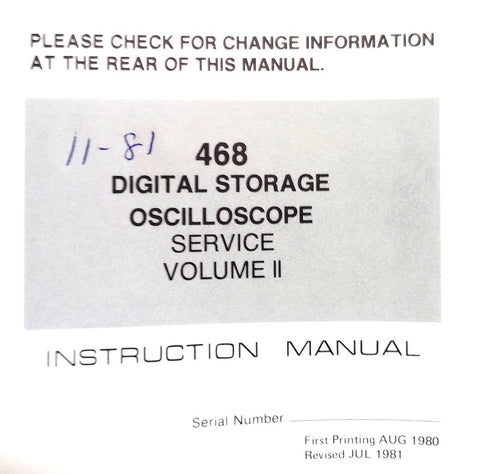 PLEASE CHECK FOR CHANGE INFORMATION
AT THE REAR OF THIS MANUAL.
11-81
468
DIGITAL STORAGE
OSCILLOSCOPE
SERVICE
VOLUME II
INSTRUCTION MANUAL
Serial Number
First Printing AUG 1980
Revised JUL 1981